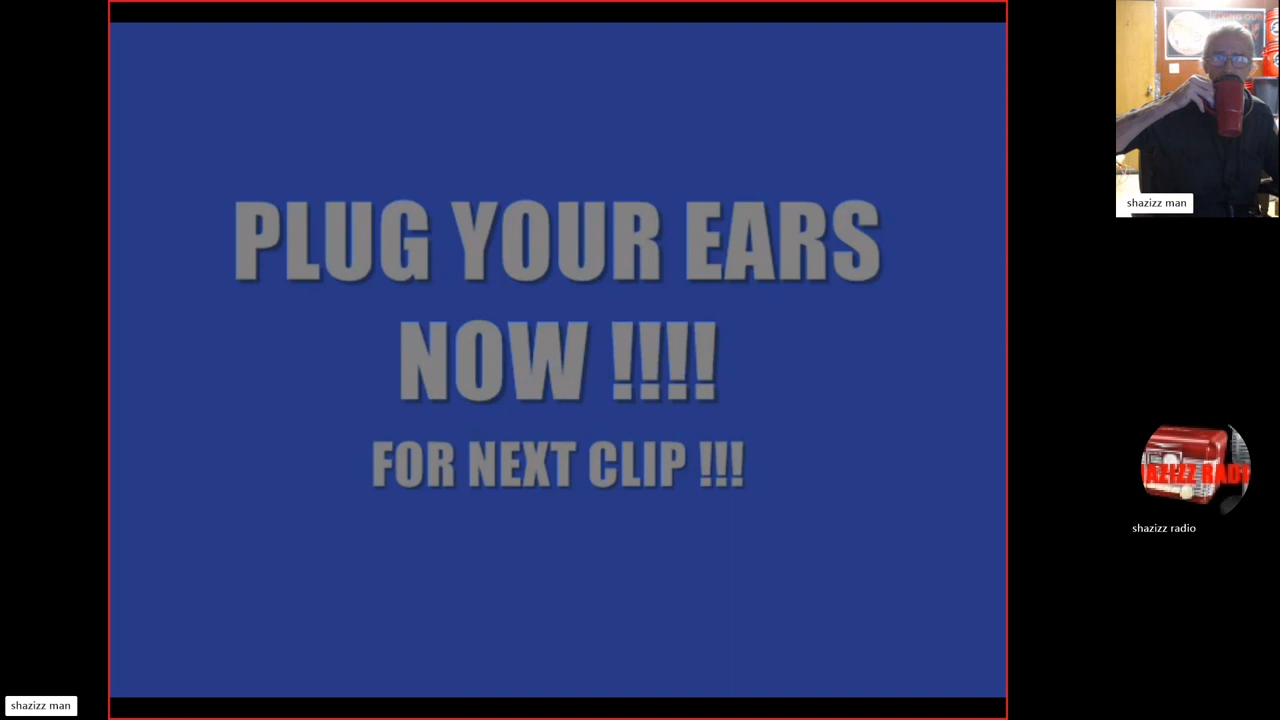 PLUG YOUR EARS
NOW !!!!
FOR NEXT CLIP !!!
shazizz man
shazizz radio
shazizz man